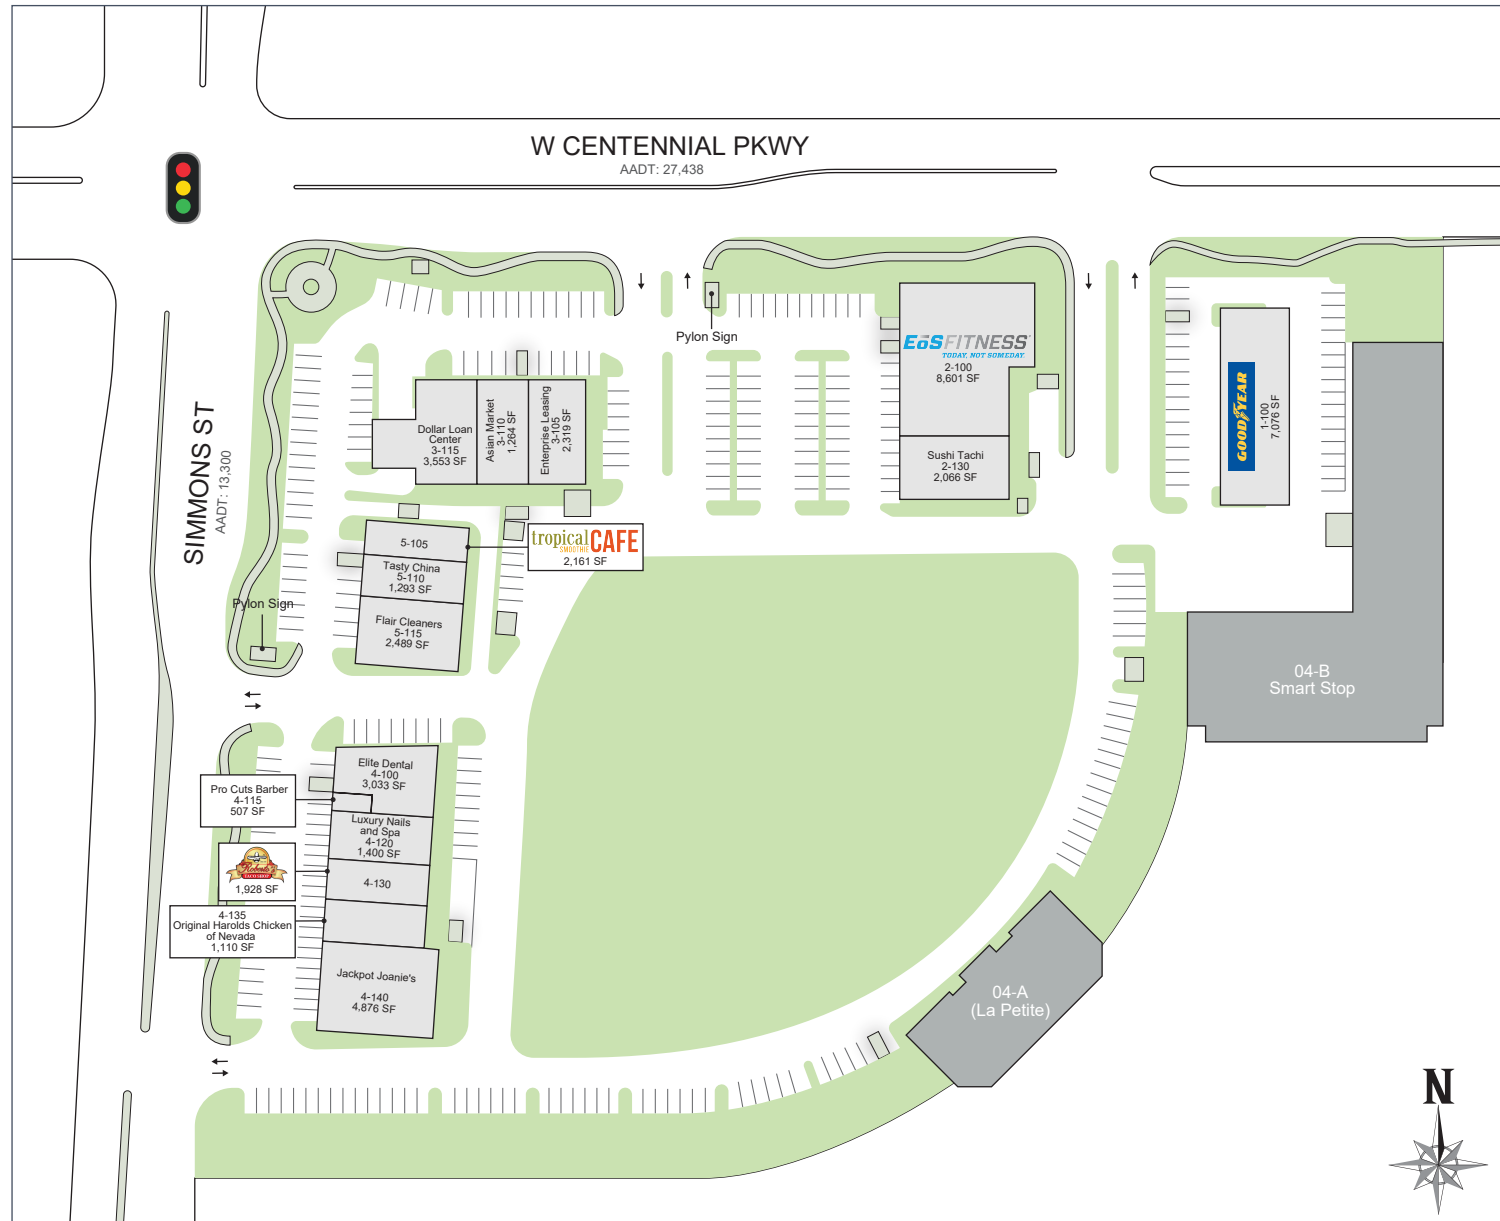 W CENTENNIAL PKWY
AADT: 27,438
SIMMONS ST
AADT: 13,300
Pylon Sign
EōS FITNESS
TODAY, NOT SOMEDAY.
2-100
8,601 SF
Sushi Tachi
2-130
2,066 SF
GOODYEAR
1-100
7,076 SF
Dollar Loan
Center
3-115
3,553 SF
Asian Market
3-110
1,264 SF
Enterprise Leasing
3-105
2,319 SF
5-105
tropical
SMOOTHIE
CAFE
2,161 SF
Tasty China
5-110
1,293 SF
Flair Cleaners
5-115
2,489 SF
Pylon Sign
04-B
Smart Stop
Elite Dental
4-100
3,033 SF
Pro Cuts Barber
4-115
507 SF
Luxury Nails
and Spa
4-120
1,400 SF
Roberto's
TACO SHOP
1,928 SF
4-130
4-135
Original Harolds Chicken
of Nevada
1,110 SF
Jackpot Joanie's
4-140
4,876 SF
04-A
(La Petite)
N